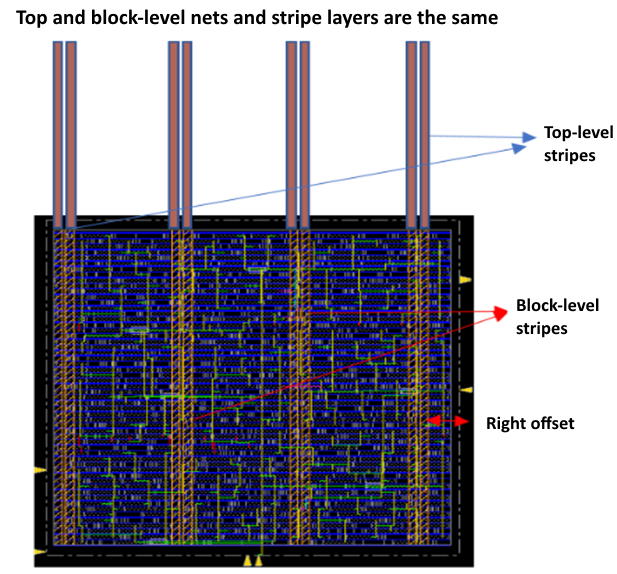 Top and block-level nets and stripe layers are the same
Top-level
stripes
Block-level
stripes
Right offset